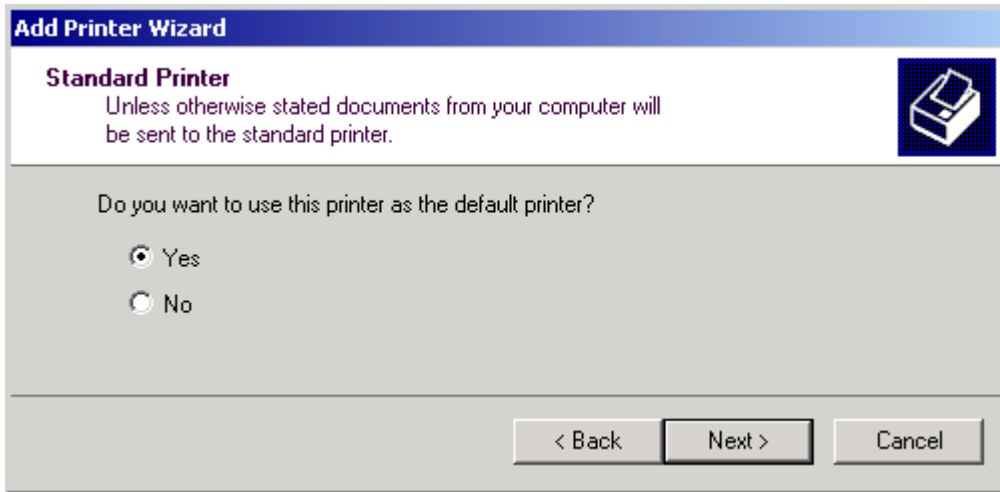 Add Printer Wizard
Standard Printer
Unless otherwise stated documents from your computer will
be sent to the standard printer.
Do you want to use this printer as the default printer?
Yes
No
< Back
Next >
Cancel